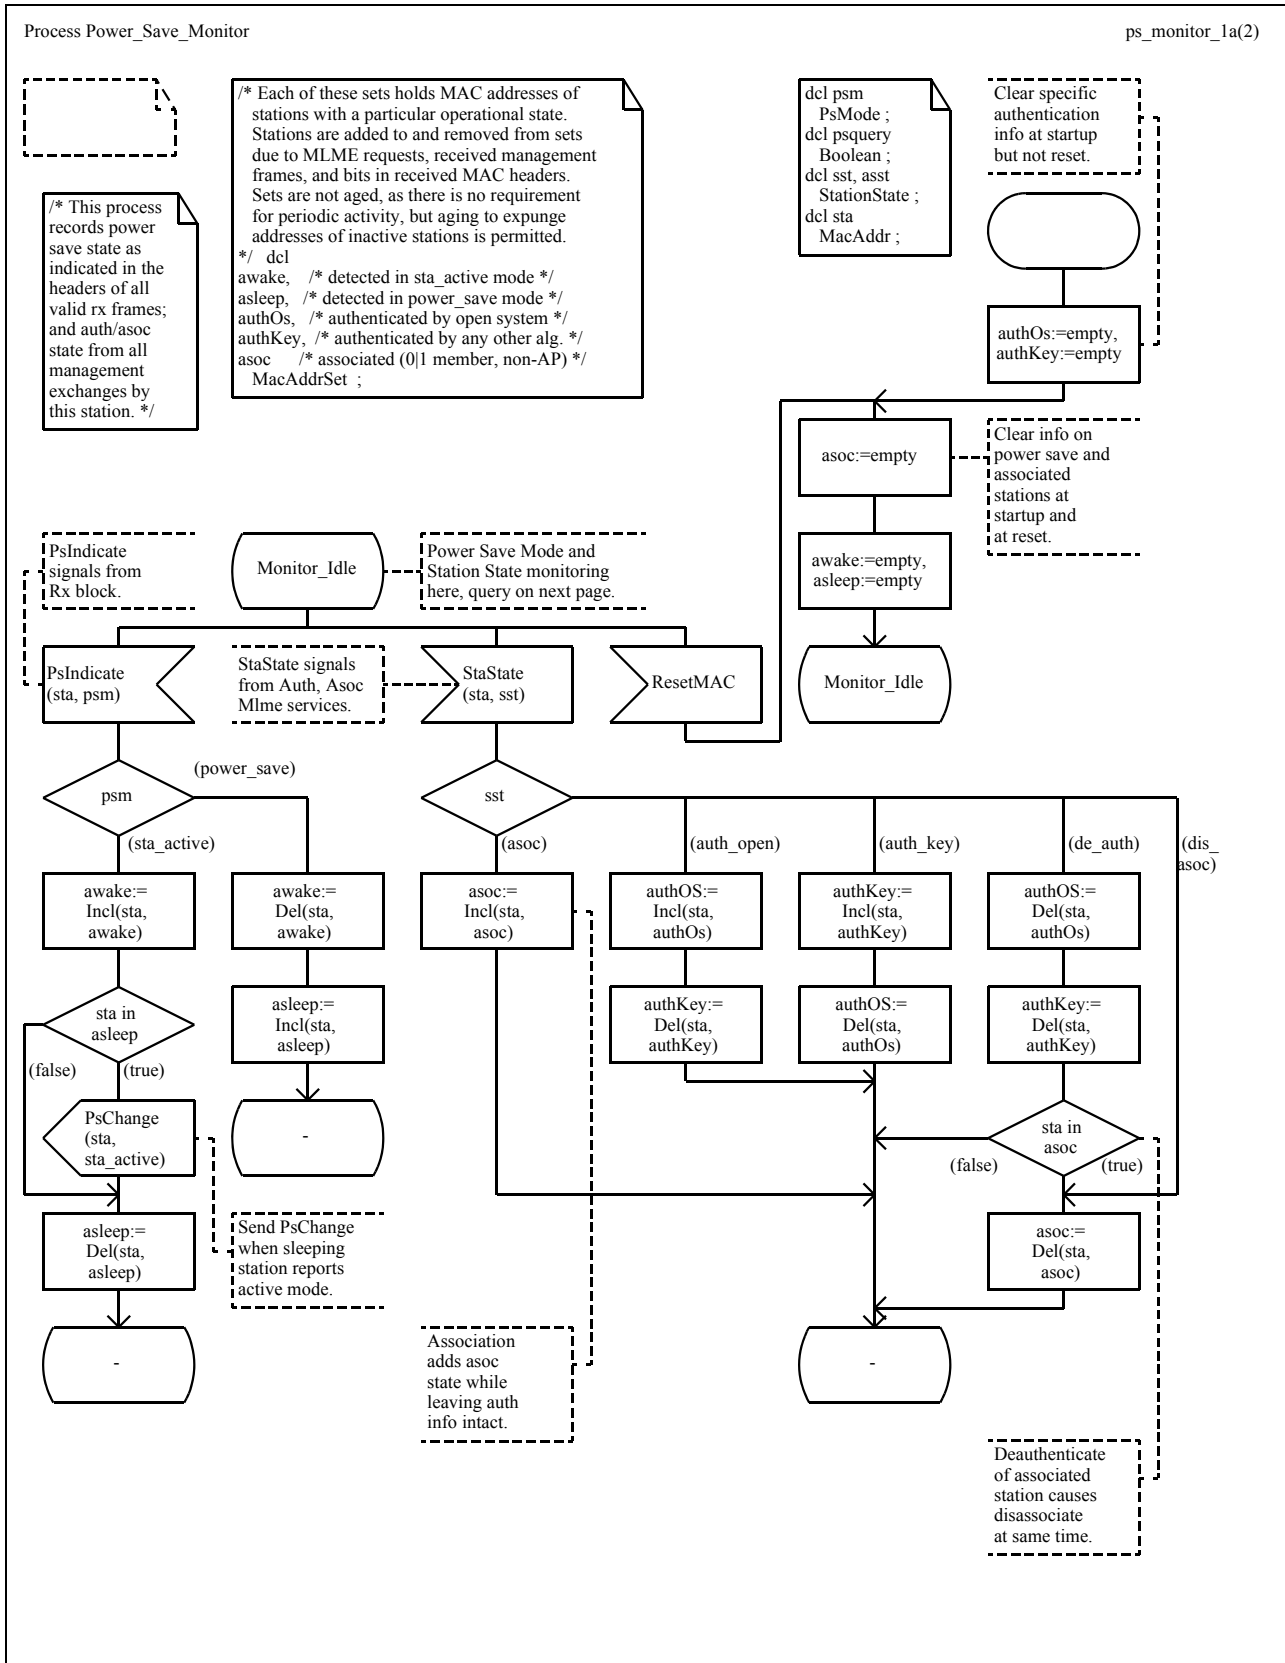 Process Power_Save_Monitor
ps_monitor_1a(2)
/* This process
records power
save state as
indicated in the
headers of all
valid rx frames;
and auth/asoc
state from all
management
exchanges by
this station. */
/* Each of these sets holds MAC addresses of
stations with a particular operational state.
Stations are added to and removed from sets
due to MLME requests, received management
frames, and bits in received MAC headers.
Sets are not aged, as there is no requirement
for periodic activity, but aging to expunge
addresses of inactive stations is permitted.
*/ dcl
awake, /* detected in sta_active mode */
asleep, /* detected in power_save mode */
authOs, /* authenticated by open system */
authKey, /* authenticated by any other alg. */
asoc /* associated (0|1 member, non-AP) */
MacAddrSet ;
dcl psm
PsMode ;
dcl psquery
Boolean ;
dcl sst, asst
StationState ;
dcl sta
MacAddr ;
Clear specific
authentication
info at startup
but not reset.
authOs:=empty,
authKey:=empty
asoc:=empty
Clear info on
power save and
associated
stations at
startup and
at reset.
awake:=empty,
asleep:=empty
Monitor_Idle
PsIndicate
signals from
Rx block.
Monitor_Idle
Power Save Mode and
Station State monitoring
here, query on next page.
PsIndicate
(sta, psm)
StaState signals
from Auth, Asoc
Mlme services.
StaState
(sta, sst)
ResetMAC
psm
(power_save)
(sta_active)
awake:=
Incl(sta,
awake)
awake:=
Del(sta,
awake)
sta in
asleep
asleep:=
Incl(sta,
asleep)
(false)
(true)
PsChange
(sta,
sta_active)
-
asleep:=
Del(sta,
asleep)
Send PsChange
when sleeping
station reports
active mode.
-
sst
(asoc)
(auth_open)
(auth_key)
(de_auth)
(dis_
asoc)
asoc:=
Incl(sta,
asoc)
authOS:=
Incl(sta,
authOs)
authKey:=
Incl(sta,
authKey)
authOS:=
Del(sta,
authOs)
authKey:=
Del(sta,
authKey)
authOS:=
Del(sta,
authOs)
authKey:=
Del(sta,
authKey)
sta in
asoc
(false)
(true)
asoc:=
Del(sta,
asoc)
-
Association
adds asoc
state while
leaving auth
info intact.
Deauthenticate
of associated
station causes
disassociate
at same time.